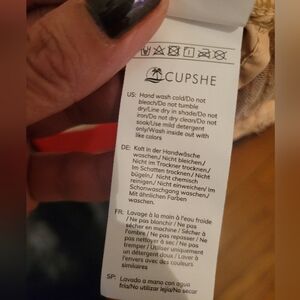 CUPSHE
US: Hand wash cold/Do not
bleach/Do not tumble
dry/Line dry in shade/Do not
iron/Do not dry clean/Do not
soak/Use mild detergent
only/Wash inside out with
like colors
DE: Kalt in der Handwäsche
waschen/ Nicht bleichen/
Nicht im Trockner trocknen/
Im Schatten trocknen/ Nicht
bügeln/ Nicht chemisch
reinigen/ Nicht einweichen/ Im
Schonwaschgang waschen/
Mit ähnlichen Farben
waschen.
FR: Lavage à la main à l'eau froide
/ Ne pas blanchir / Ne pas
sécher en machine / Sécher à
l'ombre / Ne pas repasser / Ne
pas nettoyer à sec / Ne pas
tremper / Utiliser uniquement
un détergent doux / Laver à
l'envers avec des couleurs
similaires
SP: Lavado a mano con agua
fría/No utilizar lejía/No secar